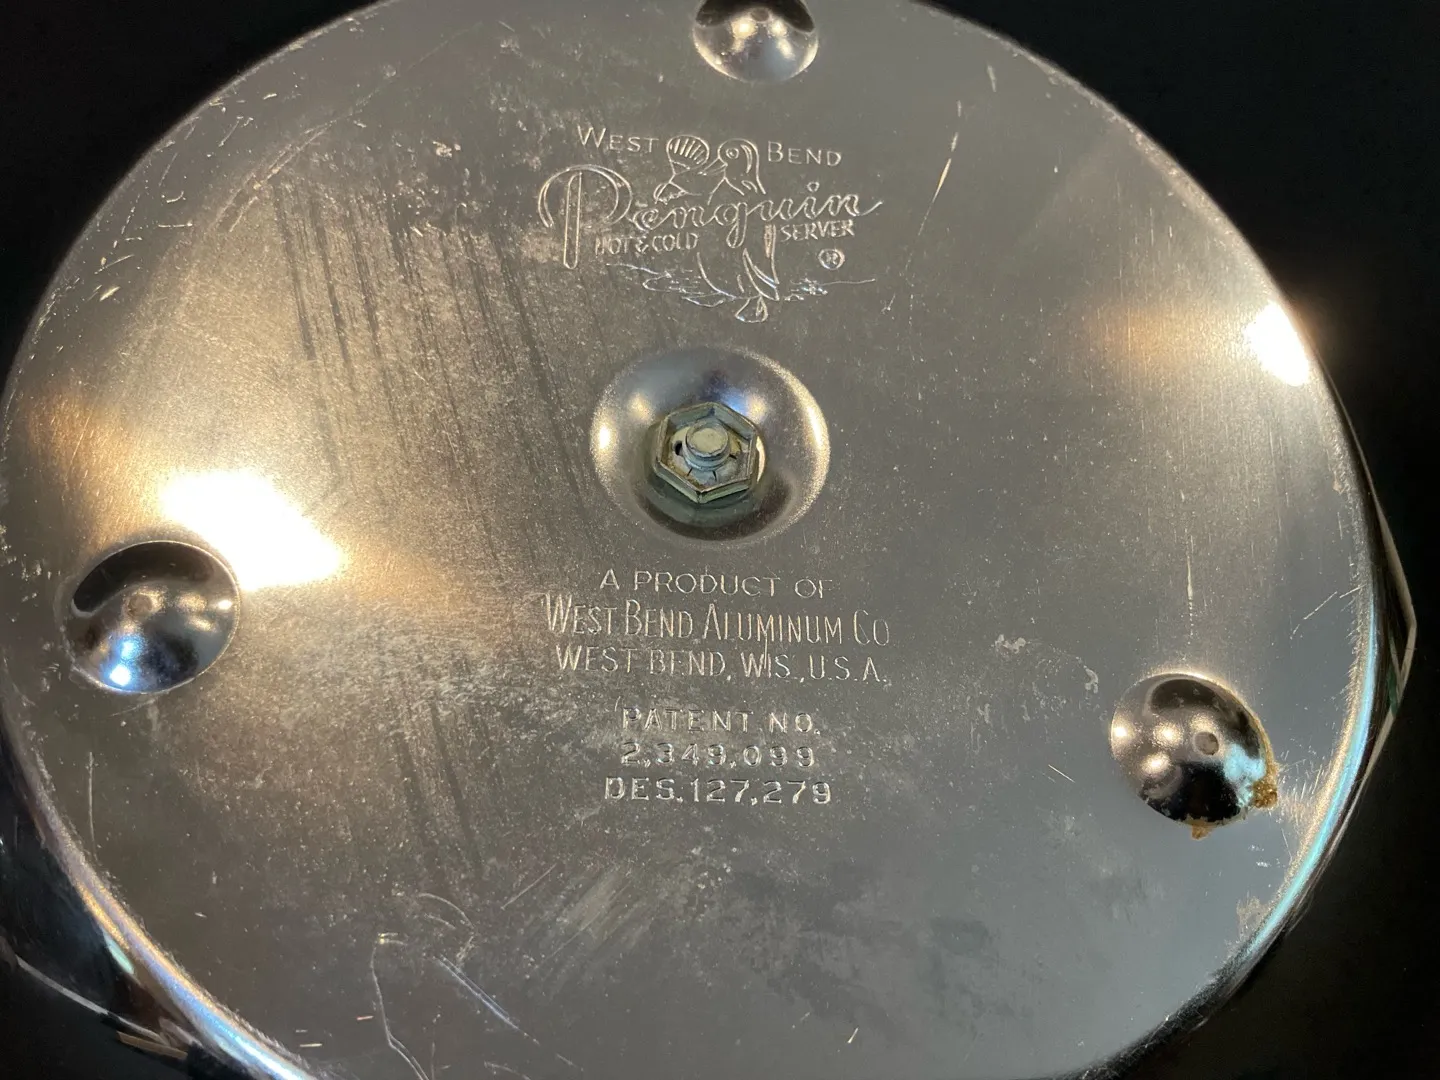 WEST BEND
Penguin
HOT & COLD SERVER
®
A PRODUCT OF
WEST BEND ALUMINUM CO
WEST BEND, WIS., U.S.A.
PATENT NO.
2,349,099
DES. 127,279